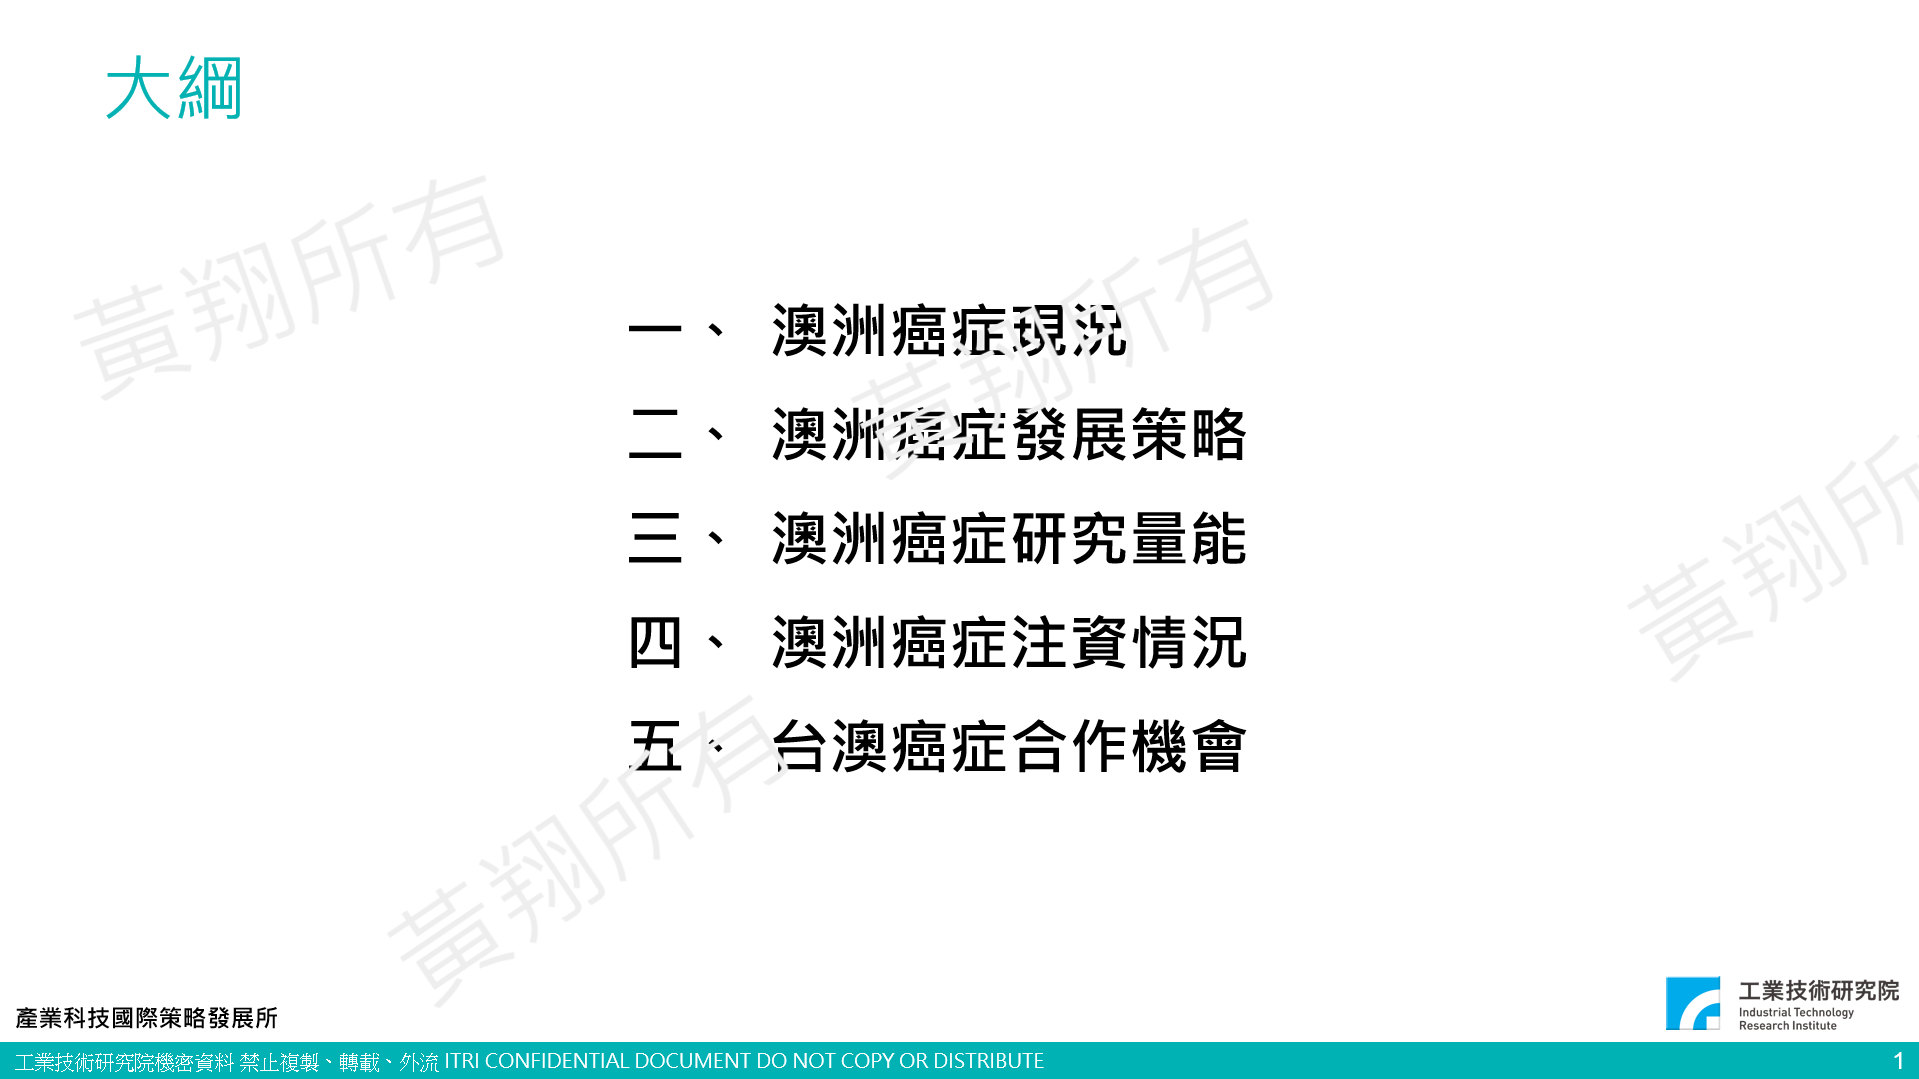 大綱
黃翔所有
黃翔所有
一、 澳洲癌症現況
二、 澳洲癌症發展策略
三、 澳洲癌症研究量能
四、 澳洲癌症注資情況
五、 台澳癌症合作機會
黃翔所
黃翔所有
產業科技國際策略發展所
工業技術研究院
Industrial Technology
Research Institute
工業技術研究院機密資料 禁止複製、轉載、外流 ITRI CONFIDENTIAL DOCUMENT DO NOT COPY OR DISTRIBUTE
1